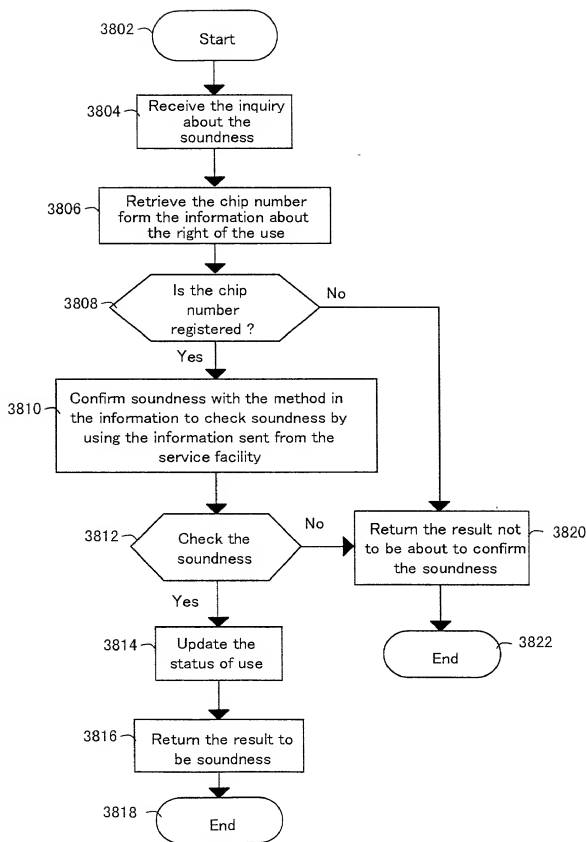 3802
Start
3804
Receive the inquiry
about the
soundness
3806
Retrieve the chip number
form the information about
the right of the use
3808
Is the chip
number
registered ?
No
Yes
3810
Confirm soundness with the method in
the information to check soundness by
using the information sent from the
service facility
3812
Check the
soundness
No
Return the result not
to be about to confirm
the soundness
3820
Yes
3814
Update the
status of use
End
3822
3816
Return the result to
be soundness
3818
End